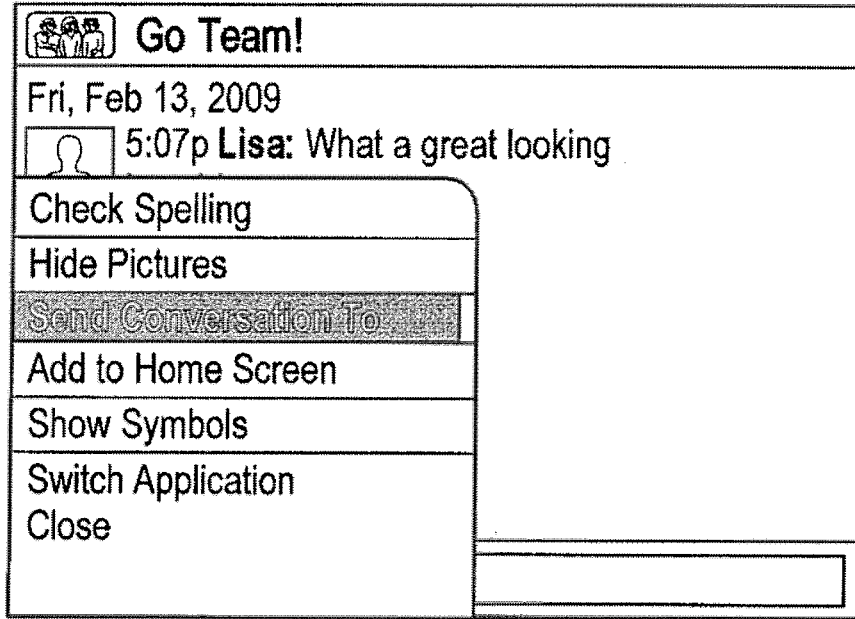 Go Team!
Fri, Feb 13, 2009
5:07p Lisa: What a great looking
Check Spelling
Hide Pictures
Send Conversation To...
Add to Home Screen
Show Symbols
Switch Application
Close